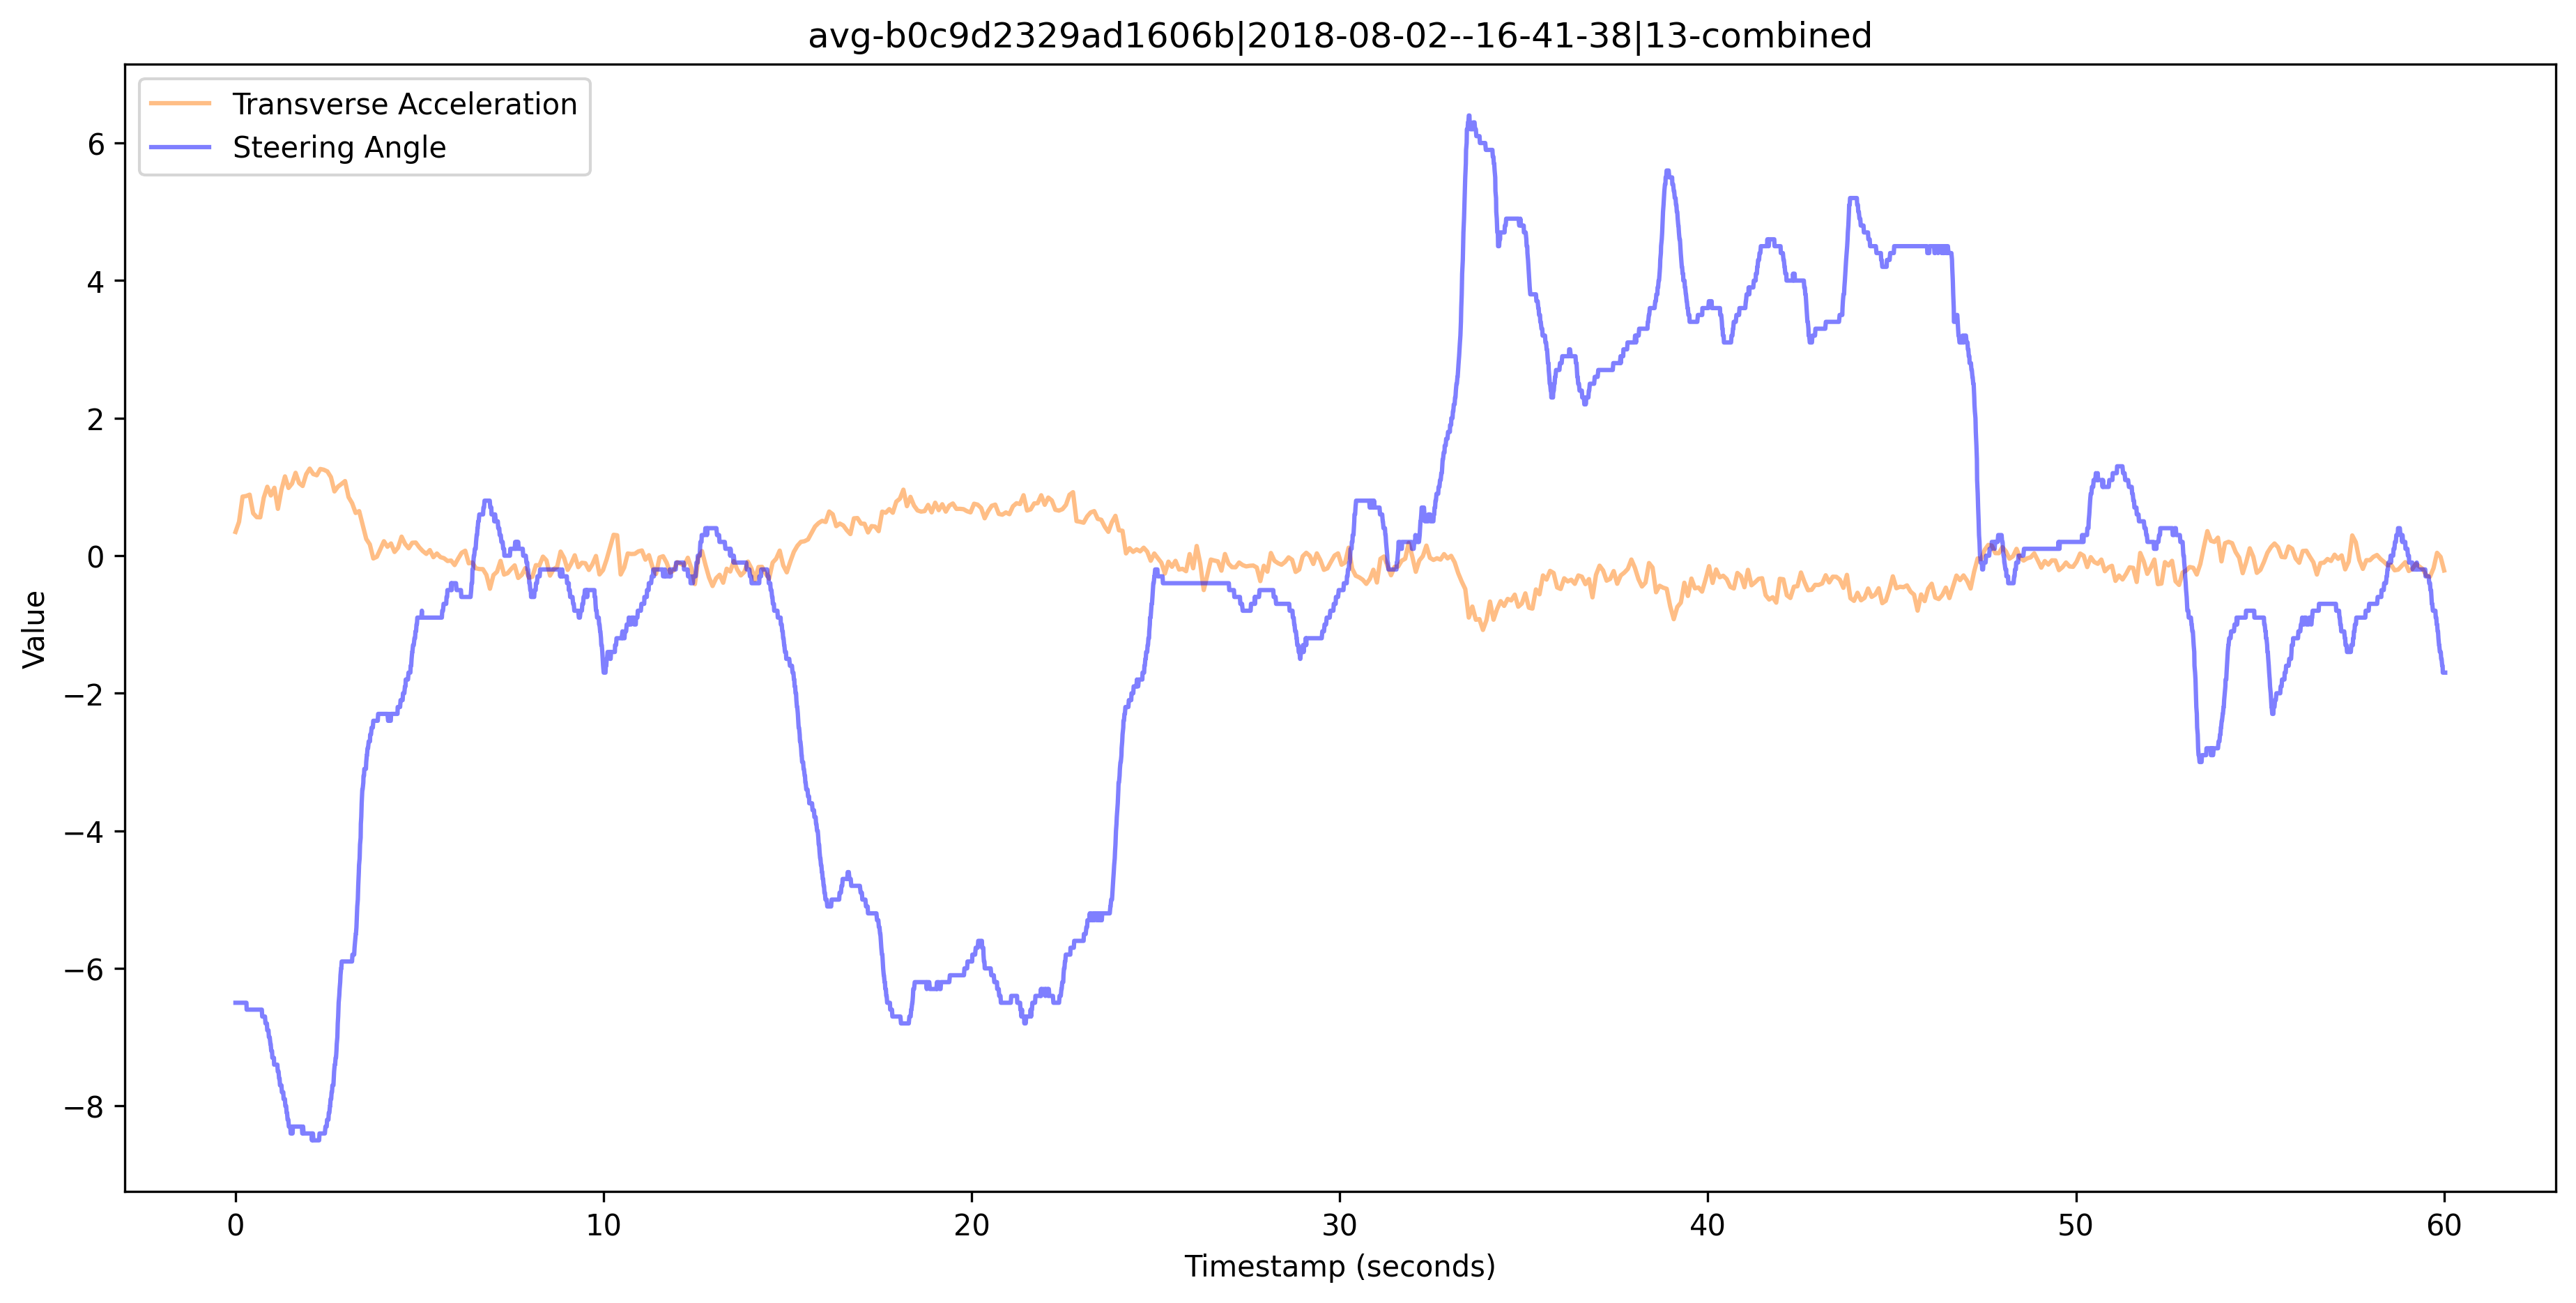 avg-b0c9d2329ad1606b|2018-08-02--16-41-38|13-combined
Transverse Acceleration
Steering Angle
Value
6
4
2
0
−2
−4
−6
−8
0 10 20 30 40 50 60
Timestamp (seconds)